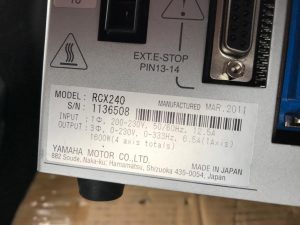 EXT.E-STOP
PIN13-14
MODEL: RCX240
S/N: 1136508
MANUFACTURED MAR.2011
INPUT : 1Φ, 200-230V, 50/60Hz, 12.5A
OUTPUT : 3Φ, 0-230V, 0-333Hz, 6.5A(1Axis)
1600W(4 axis total)
YAMAHA MOTOR CO.,LTD.
882 Soude, Naka-ku, Hamamatsu, Shizuoka 435-0054, Japan
MADE IN JAPAN